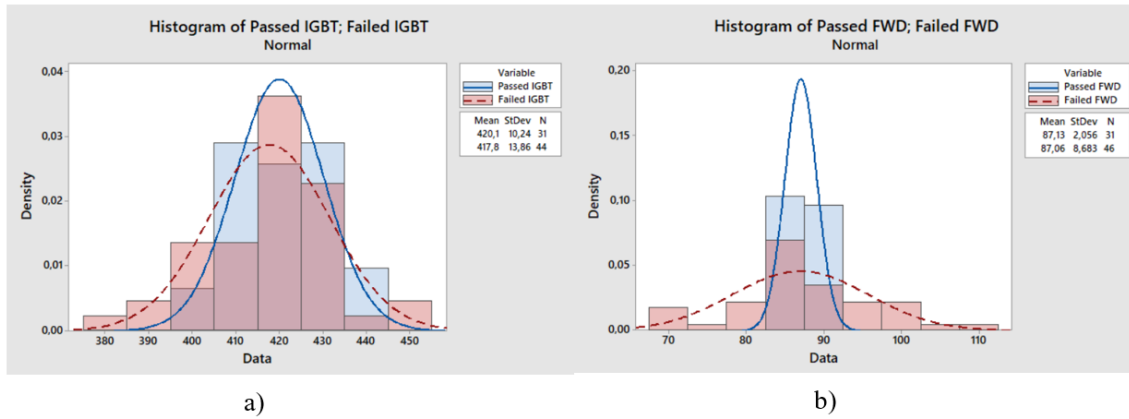 Histogram of Passed IGBT; Failed IGBT
Normal
0,04
0,03
0,02
0,01
0,00
Density
380 390 400 410 420 430 440 450
Data
Variable
Passed IGBT
Failed IGBT
Mean StDev N
420,1 10,24 31
417,8 13,86 44
a)
Histogram of Passed FWD; Failed FWD
Normal
0,20
0,15
0,10
0,05
0,00
Density
70 80 90 100 110
Data
Variable
Passed FWD
Failed FWD
Mean StDev N
87,13 2,056 31
87,06 8,683 46
b)